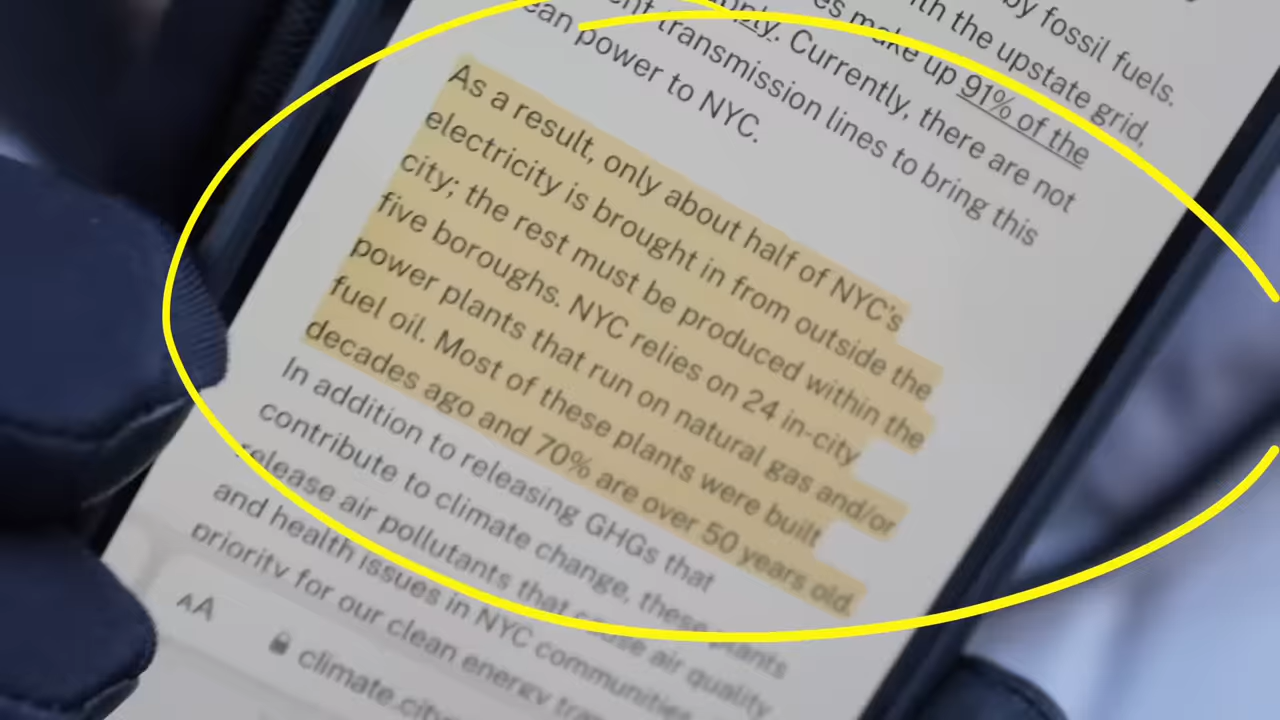 by fossil fuels.
the upstate grid,
make up 91% of the
Currently, there are not
transmission lines to bring this
power to NYC.
As a result, only about half of NYC's
electricity is brought in from outside the
city; the rest must be produced within the
five boroughs. NYC relies on 24 in-city
power plants that run on natural gas and/or
fuel oil. Most of these plants were built
decades ago and 70% are over 50 years old.
In addition to releasing GHGs that
contribute to climate change, these plants
release air pollutants that cause air quality
and health issues in NYC communities
priority for our clean energy
AA
climate.city